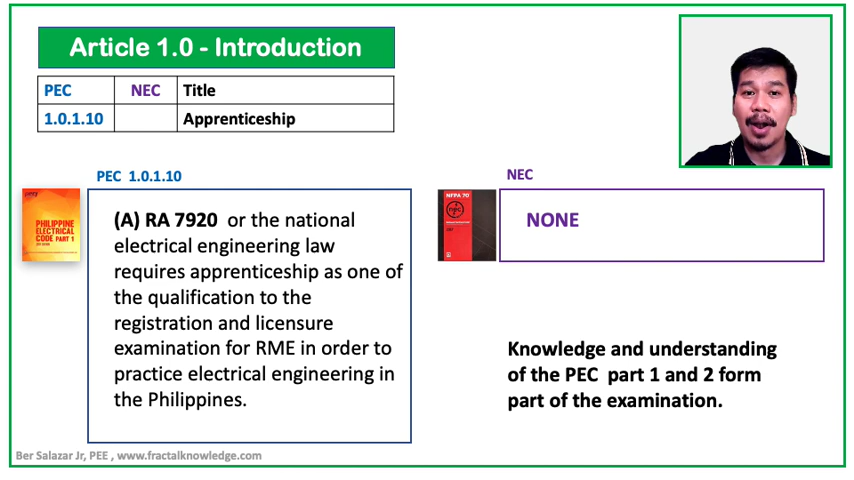 Article 1.0 - Introduction
PEC NEC Title
1.0.1.10 Apprenticeship
PEC 1.0.1.10
PHILIPPINE
ELECTRICAL
CODE PART 1
(A) RA 7920 or the national
electrical engineering law
requires apprenticeship as one of
the qualification to the
registration and licensure
examination for RME in order to
practice electrical engineering in
the Philippines.
NEC
NFPA 70
NONE
Knowledge and understanding
of the PEC part 1 and 2 form
part of the examination.
Ber Salazar Jr, PEE , www.fractalknowledge.com